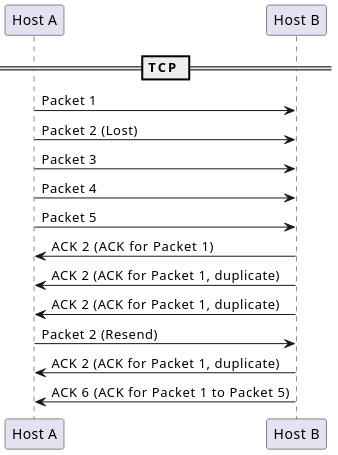 Host A Host B
TCP
Packet 1
Packet 2 (Lost)
Packet 3
Packet 4
Packet 5
ACK 2 (ACK for Packet 1)
ACK 2 (ACK for Packet 1, duplicate)
ACK 2 (ACK for Packet 1, duplicate)
Packet 2 (Resend)
ACK 2 (ACK for Packet 1, duplicate)
ACK 6 (ACK for Packet 1 to Packet 5)
Host A Host B